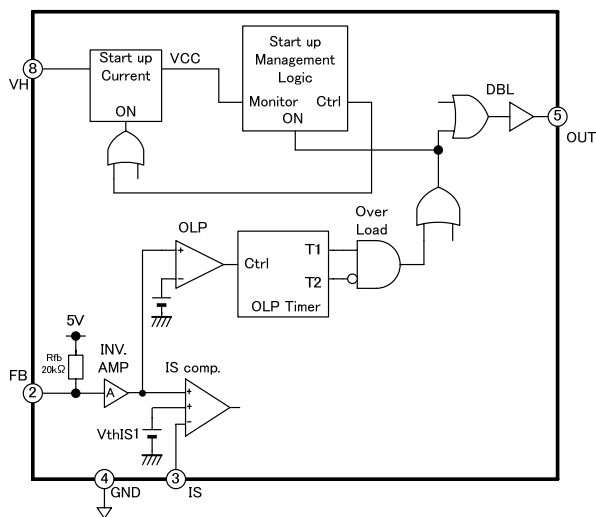 Start up
Current
VCC
ON
Start up
Management
Logic
Monitor Ctrl
ON
8
VH
DBL
5
OUT
OLP
Over
Load
T1
Ctrl
T2
OLP Timer
5V
Rfb
20kΩ
INV.
AMP
A
IS comp.
FB
2
VthIS1
4
GND
3
IS